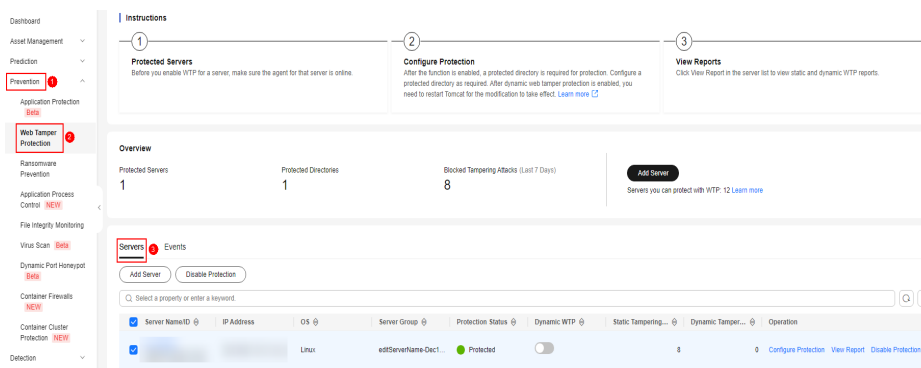 Dashboard
Asset Management
Prediction
Prevention 1
Application Protection
Beta
Web Tamper
Protection 2
Ransomware
Prevention
Application Process
Control NEW
File Integrity Monitoring
Virus Scan Beta
Dynamic Port Honeypot
Beta
Container Firewalls
NEW
Container Cluster
Protection NEW
Detection
Instructions
1
Protected Servers
Before you enable WTP for a server, make sure the agent for that server is online.
2
Configure Protection
After the function is enabled, a protected directory is required for protection. Configure a
protected directory as required. After dynamic web tamper protection is enabled, you
need to restart Tomcat for the modification to take effect. Learn more
3
View Reports
Click View Report in the server list to view static and dynamic WTP reports.
Overview
Protected Servers
1
Protected Directories
1
Blocked Tampering Attacks (Last 7 Days)
8
Add Server
Servers you can protect with WTP: 12 Learn more
Servers 3 Events
Add Server Disable Protection
Select a property or enter a keyword.
Server Name/ID IP Address OS Server Group Protection Status Dynamic WTP Static Tampering... Dynamic Tamper... Operation
Linux editServerName-Dec1... Protected 8 0 Configure Protection View Report Disable Protection